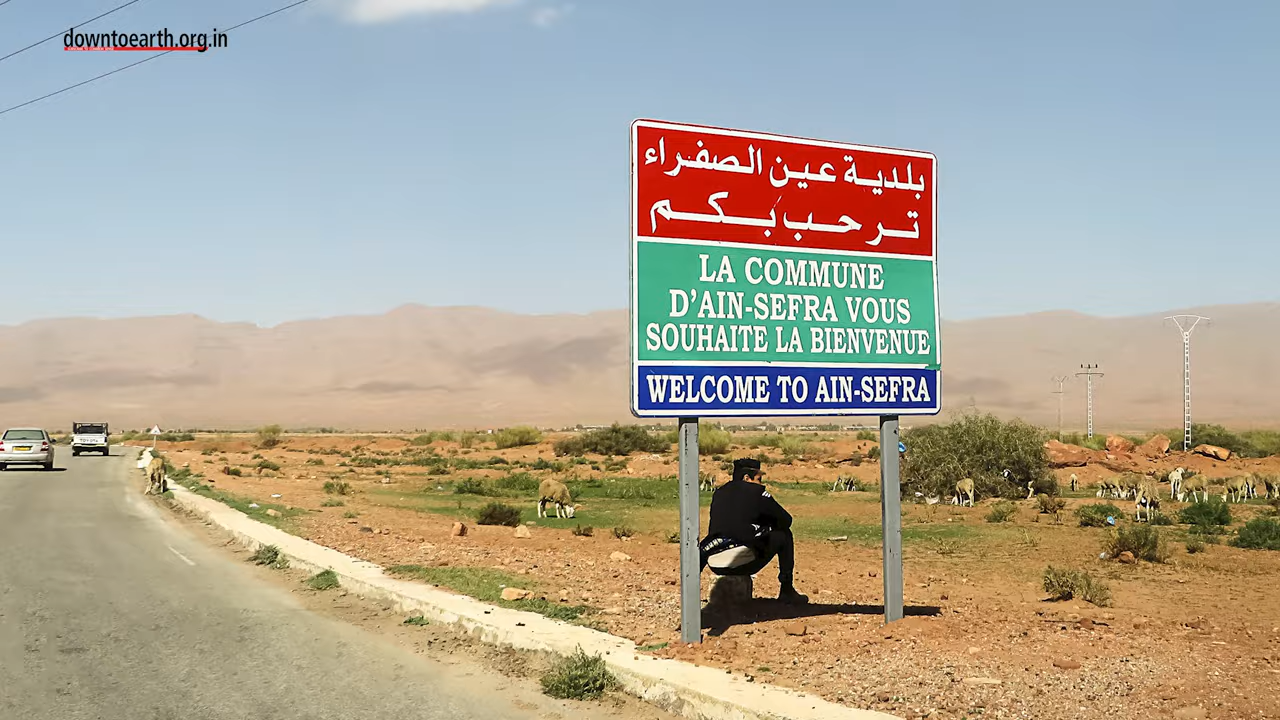 downtoearth.org.in
بلدية عين الصفراء
ترحب بكم
LA COMMUNE
D'AIN-SEFRA VOUS
SOUHAITE LA BIENVENUE
WELCOME TO AIN-SEFRA